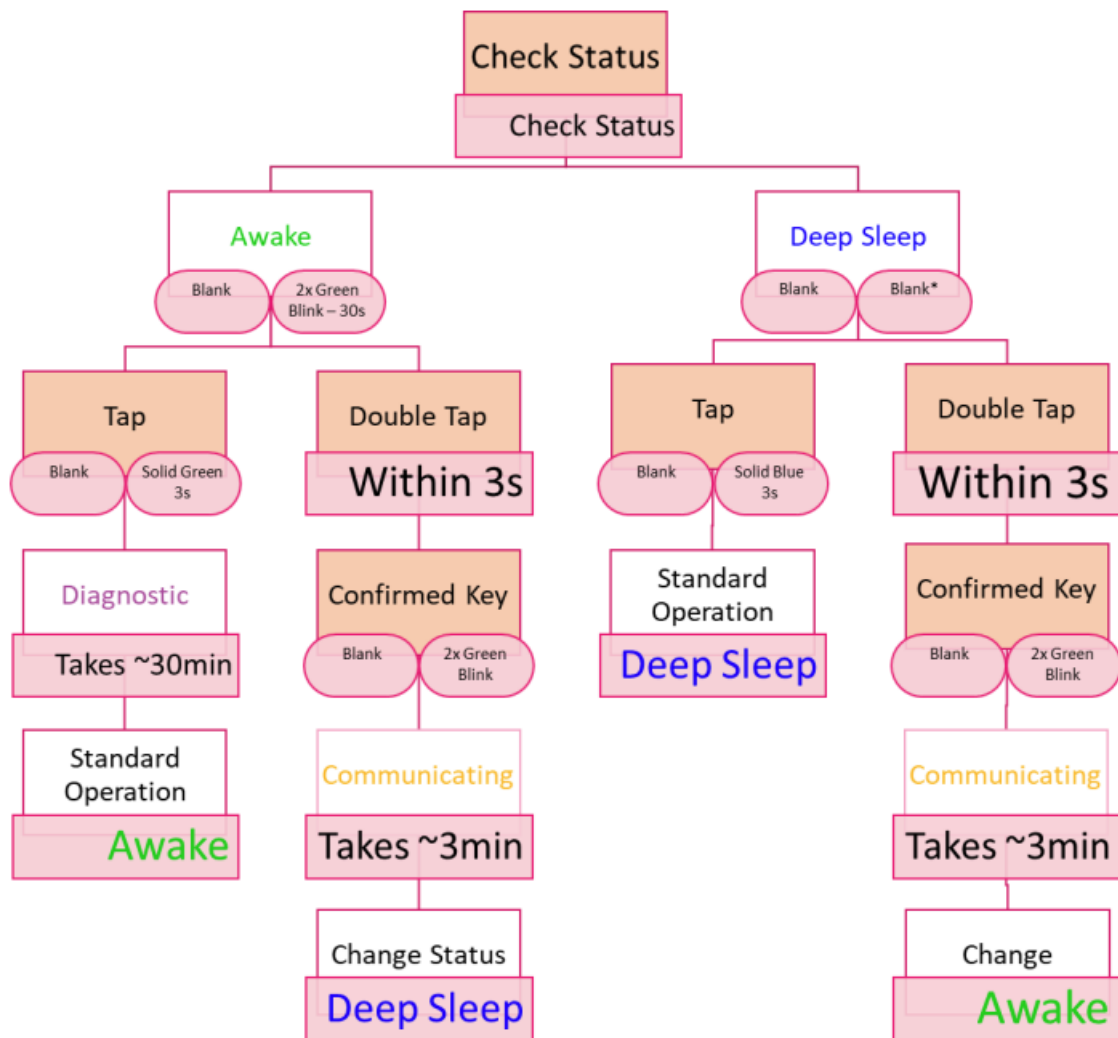 Check Status
Check Status
Awake
Blank
2x Green
Blink – 30s
Deep Sleep
Blank
Blank*
Tap
Blank
Solid Green
3s
Double Tap
Within 3s
Tap
Blank
Solid Blue
3s
Double Tap
Within 3s
Diagnostic
Takes ~30min
Confirmed Key
Blank
2x Green
Blink
Standard
Operation
Deep Sleep
Confirmed Key
Blank
2x Green
Blink
Standard
Operation
Awake
Communicating
Takes ~3min
Communicating
Takes ~3min
Change Status
Deep Sleep
Change
Awake